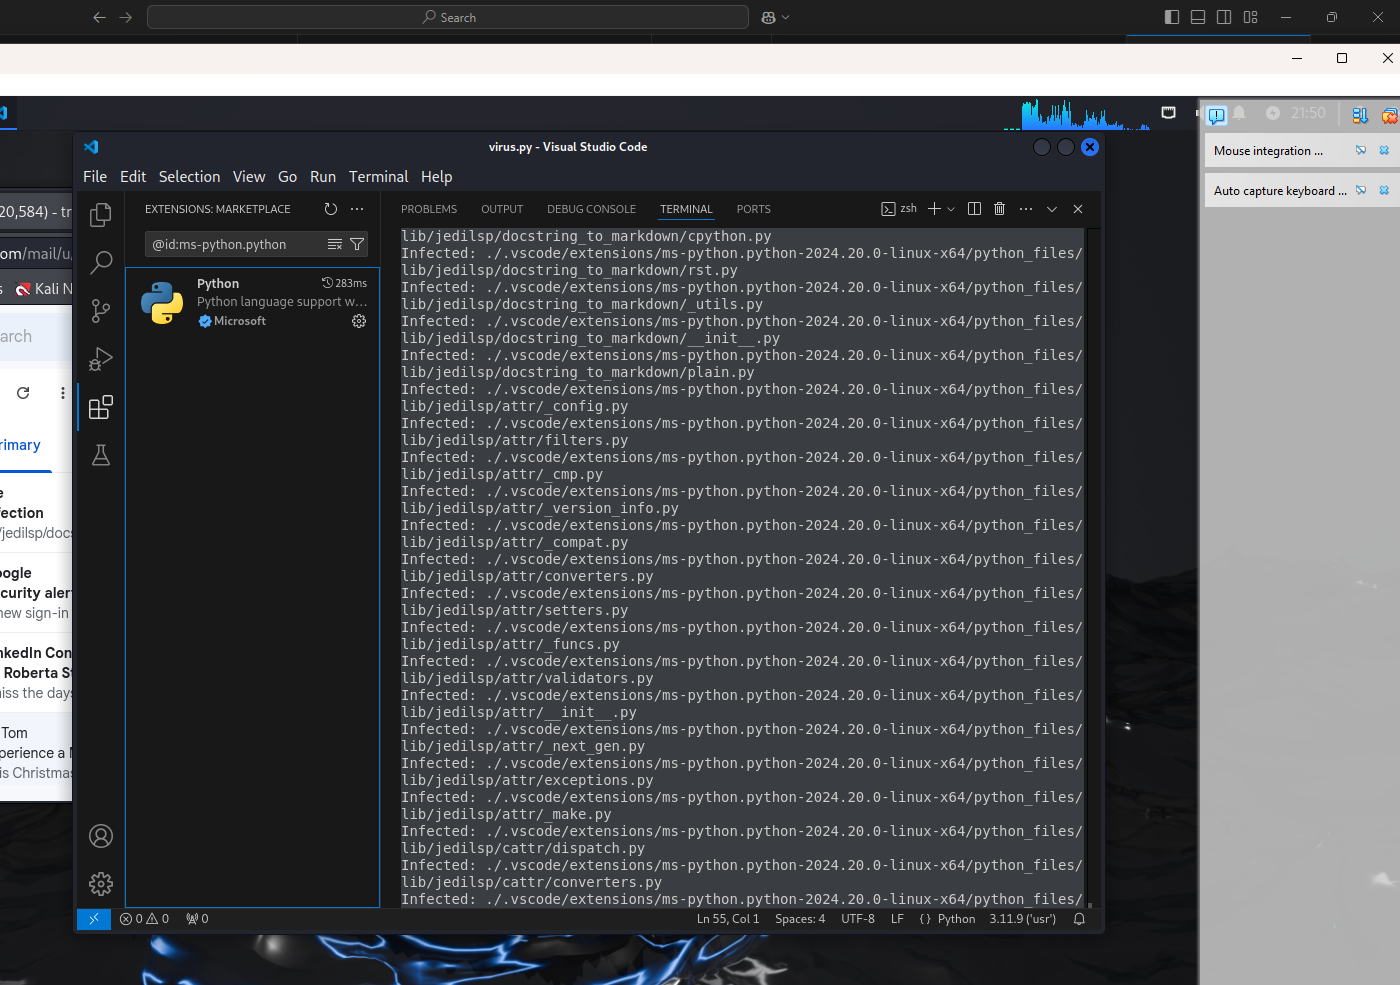 Search
21:50
virus.py - Visual Studio Code
Mouse integration ...
Auto capture keyboard ...
File Edit Selection View Go Run Terminal Help
20,584) - tr
om/mail/u/
Kali N
arch
rimary
e
fection
/jedilsp/docs
ogle
curity alert
new sign-in
nkedIn Con
Roberta St
iss the days
Tom
perience a
is Christmas
EXTENSIONS: MARKETPLACE
@id:ms-python.python
Python
283ms
Python language support w...
Microsoft
PROBLEMS OUTPUT DEBUG CONSOLE TERMINAL PORTS
zsh
lib/jedilsp/docstring_to_markdown/cpython.py
Infected: ./.vscode/extensions/ms-python.python-2024.20.0-linux-x64/python_files/
lib/jedilsp/docstring_to_markdown/rst.py
Infected: ./.vscode/extensions/ms-python.python-2024.20.0-linux-x64/python_files/
lib/jedilsp/docstring_to_markdown/_utils.py
Infected: ./.vscode/extensions/ms-python.python-2024.20.0-linux-x64/python_files/
lib/jedilsp/docstring_to_markdown/__init__.py
Infected: ./.vscode/extensions/ms-python.python-2024.20.0-linux-x64/python_files/
lib/jedilsp/docstring_to_markdown/plain.py
Infected: ./.vscode/extensions/ms-python.python-2024.20.0-linux-x64/python_files/
lib/jedilsp/attr/_config.py
Infected: ./.vscode/extensions/ms-python.python-2024.20.0-linux-x64/python_files/
lib/jedilsp/attr/filters.py
Infected: ./.vscode/extensions/ms-python.python-2024.20.0-linux-x64/python_files/
lib/jedilsp/attr/_cmp.py
Infected: ./.vscode/extensions/ms-python.python-2024.20.0-linux-x64/python_files/
lib/jedilsp/attr/_version_info.py
Infected: ./.vscode/extensions/ms-python.python-2024.20.0-linux-x64/python_files/
lib/jedilsp/attr/_compat.py
Infected: ./.vscode/extensions/ms-python.python-2024.20.0-linux-x64/python_files/
lib/jedilsp/attr/converters.py
Infected: ./.vscode/extensions/ms-python.python-2024.20.0-linux-x64/python_files/
lib/jedilsp/attr/setters.py
Infected: ./.vscode/extensions/ms-python.python-2024.20.0-linux-x64/python_files/
lib/jedilsp/attr/_funcs.py
Infected: ./.vscode/extensions/ms-python.python-2024.20.0-linux-x64/python_files/
lib/jedilsp/attr/validators.py
Infected: ./.vscode/extensions/ms-python.python-2024.20.0-linux-x64/python_files/
lib/jedilsp/attr/__init__.py
Infected: ./.vscode/extensions/ms-python.python-2024.20.0-linux-x64/python_files/
lib/jedilsp/attr/_next_gen.py
Infected: ./.vscode/extensions/ms-python.python-2024.20.0-linux-x64/python_files/
lib/jedilsp/attr/exceptions.py
Infected: ./.vscode/extensions/ms-python.python-2024.20.0-linux-x64/python_files/
lib/jedilsp/attr/_make.py
Infected: ./.vscode/extensions/ms-python.python-2024.20.0-linux-x64/python_files/
lib/jedilsp/cattr/dispatch.py
Infected: ./.vscode/extensions/ms-python.python-2024.20.0-linux-x64/python_files/
lib/jedilsp/cattr/converters.py
Infected: ./.vscode/extensions/ms-python.python-2024.20.0-linux-x64/python_files/
0 0 0
Ln 55, Col 1 Spaces: 4 UTF-8 LF {} Python 3.11.9 ('usr')